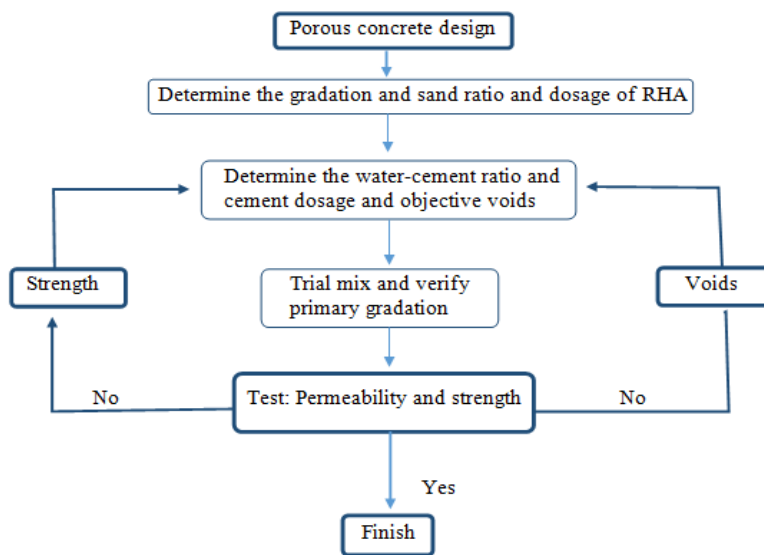 Porous concrete design
Determine the gradation and sand ratio and dosage of RHA
Determine the water-cement ratio and
cement dosage and objective voids
Strength
Trial mix and verify
primary gradation
Voids
No
Test: Permeability and strength
No
Yes
Finish